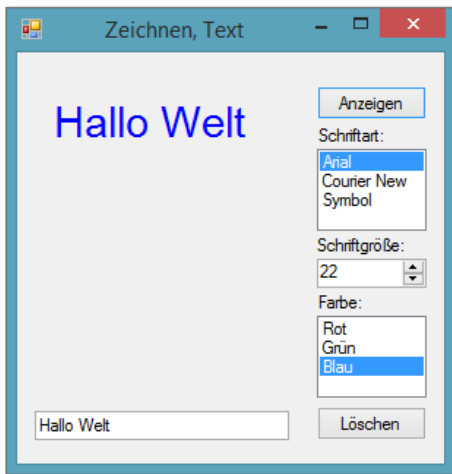 Zeichnen, Text
Hallo Welt
Anzeigen
Schriftart:
Arial
Courier New
Symbol
Schriftgröße:
22
Farbe:
Rot
Grün
Blau
Hallo Welt
Löschen